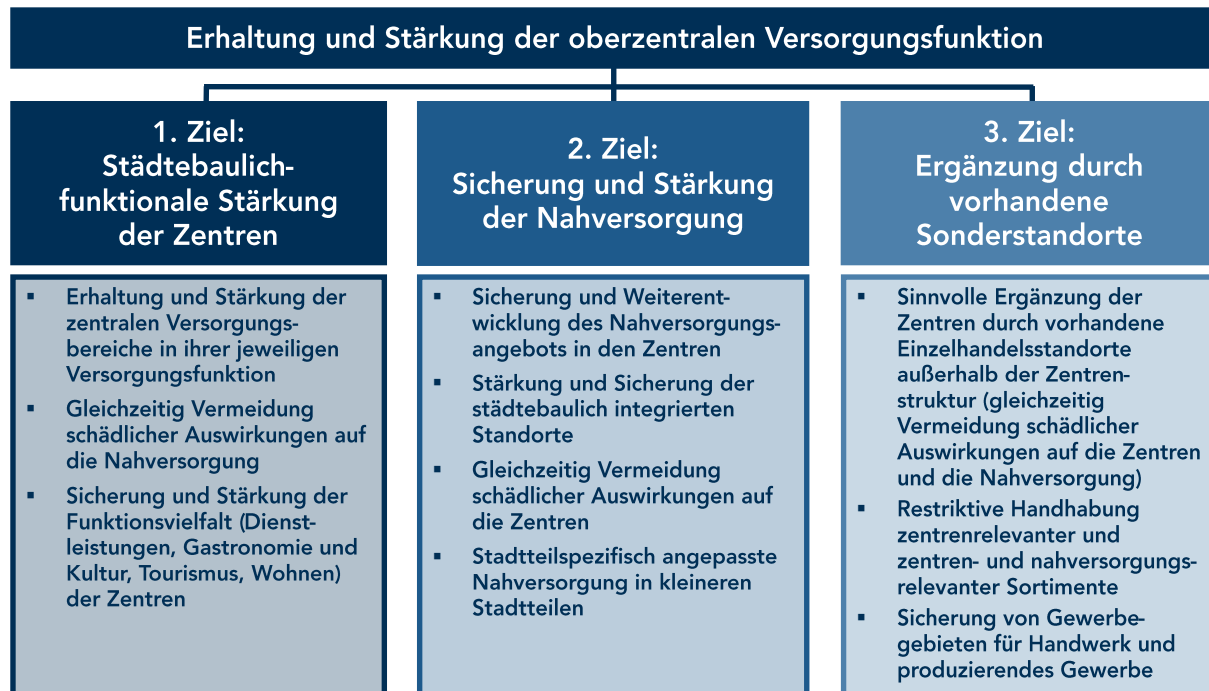 Erhaltung und Stärkung der oberzentralen Versorgungsfunktion
1. Ziel:
Städtebaulich-
funktionale Stärkung
der Zentren
▪ Erhaltung und Stärkung der
zentralen Versorgungs-
bereiche in ihrer jeweiligen
Versorgungsfunktion
▪ Gleichzeitig Vermeidung
schädlicher Auswirkungen auf
die Nahversorgung
▪ Sicherung und Stärkung der
Funktionsvielfalt (Dienst-
leistungen, Gastronomie und
Kultur, Tourismus, Wohnen)
der Zentren
2. Ziel:
Sicherung und Stärkung
der Nahversorgung
▪ Sicherung und Weiterent-
wicklung des Nahversorgungs-
angebots in den Zentren
▪ Stärkung und Sicherung der
städtebaulich integrierten
Standorte
▪ Gleichzeitig Vermeidung
schädlicher Auswirkungen auf
die Zentren
▪ Stadtteilspezifisch angepasste
Nahversorgung in kleineren
Stadtteilen
3. Ziel:
Ergänzung durch
vorhandene
Sonderstandorte
▪ Sinnvolle Ergänzung der
Zentren durch vorhandene
Einzelhandelsstandorte
außerhalb der Zentren-
struktur (gleichzeitig
Vermeidung schädlicher
Auswirkungen auf die Zentren
und die Nahversorgung)
▪ Restriktive Handhabung
zentrenrelevanter und
zentren- und nahversorgungs-
relevanter Sortimente
▪ Sicherung von Gewerbe-
gebieten für Handwerk und
produzierendes Gewerbe